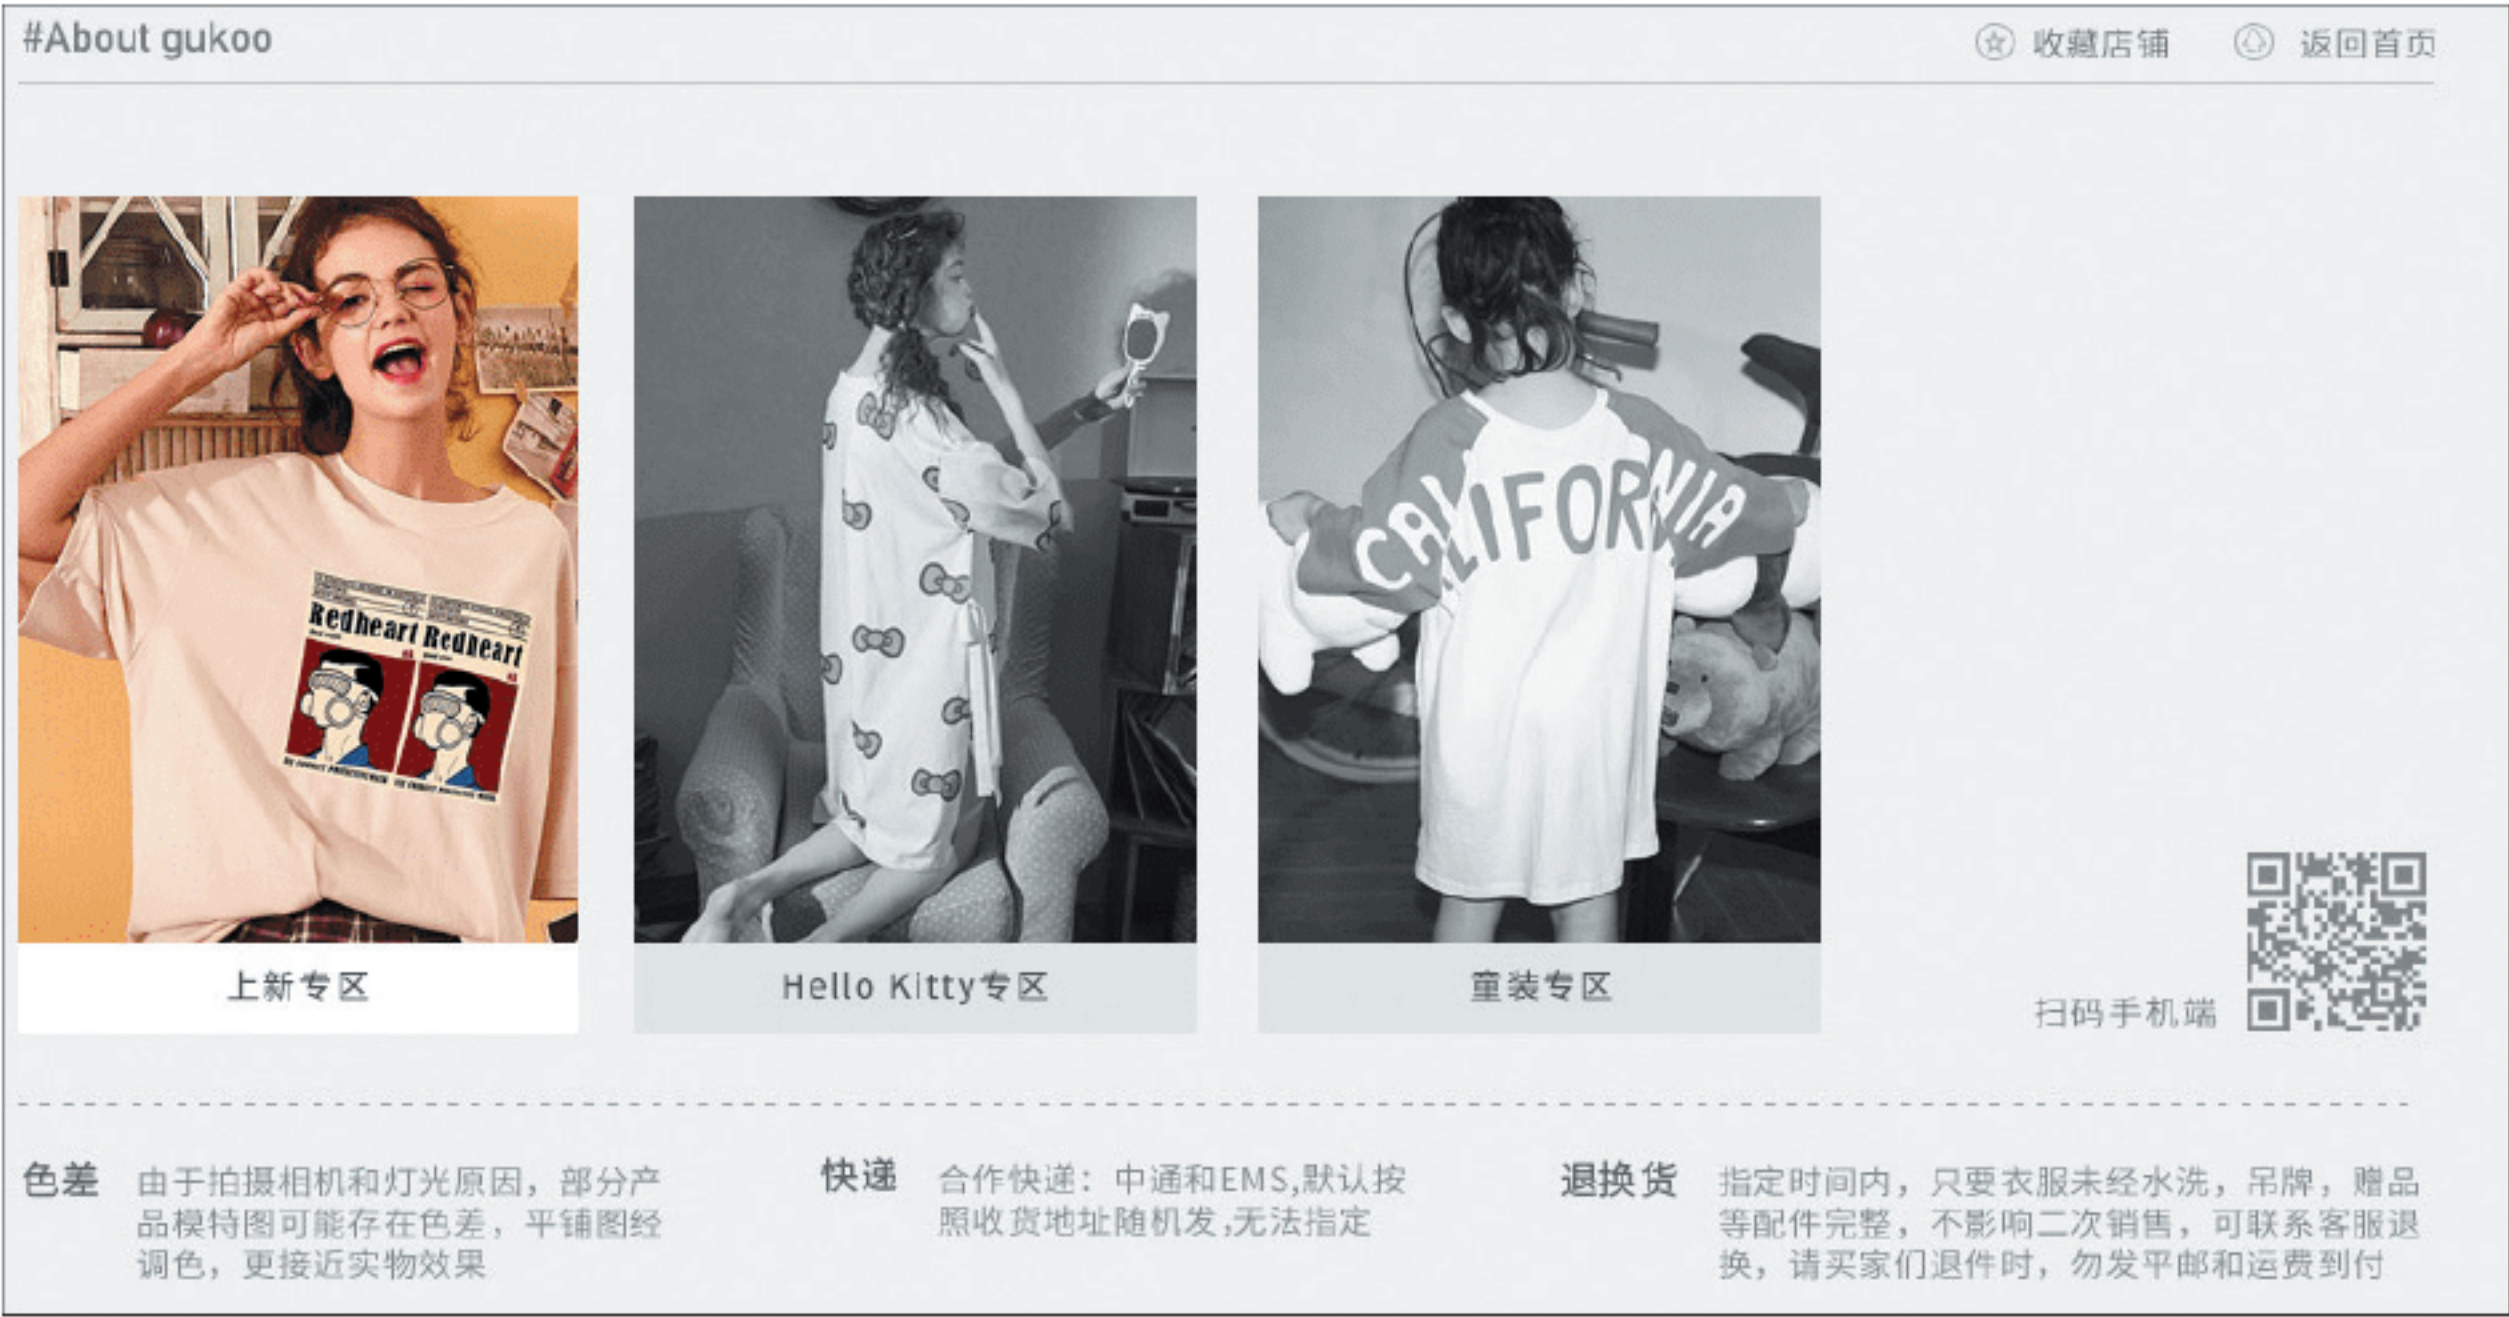 #About gukoo
收藏店铺
返回首页
Redheart Redheart
CALIFORNIA
上新专区
Hello Kitty专区
童装专区
扫码手机端
色差
由于拍摄相机和灯光原因，部分产
品模特图可能存在色差，平铺图经
调色，更接近实物效果
快递
合作快递：中通和EMS,默认按
照收货地址随机发,无法指定
退换货
指定时间内，只要衣服未经水洗，吊牌，赠品
等配件完整，不影响二次销售，可联系客服退
换，请买家们退件时，勿发平邮和运费到付